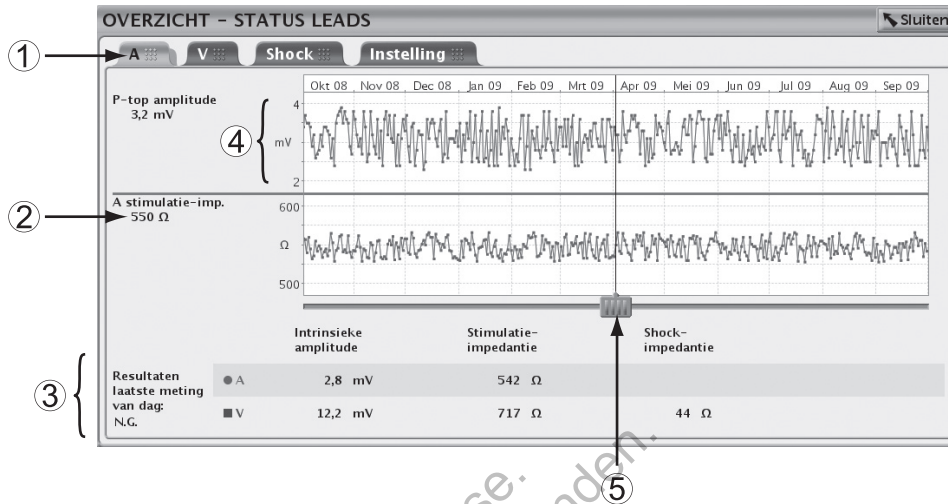 OVERZICHT – STATUS LEADS
Sluiten
1
A
V
Shock
Instelling
Okt 08 Nov 08 Dec 08 Jan 09 Feb 09 Mrt 09 Apr 09 Mei 09 Jun 09 Jul 09 Aug 09 Sep 09
P-top amplitude
3,2 mV
4
4
mV
2
2
A stimulatie-imp.
550 Ω
600
Ω
500
Intrinsieke
amplitude
Stimulatie-
impedantie
Shock-
impedantie
3
Resultaten
laatste meting
van dag:
N.G.
A 2,8 mV 542 Ω
V 12,2 mV 717 Ω 44 Ω
5